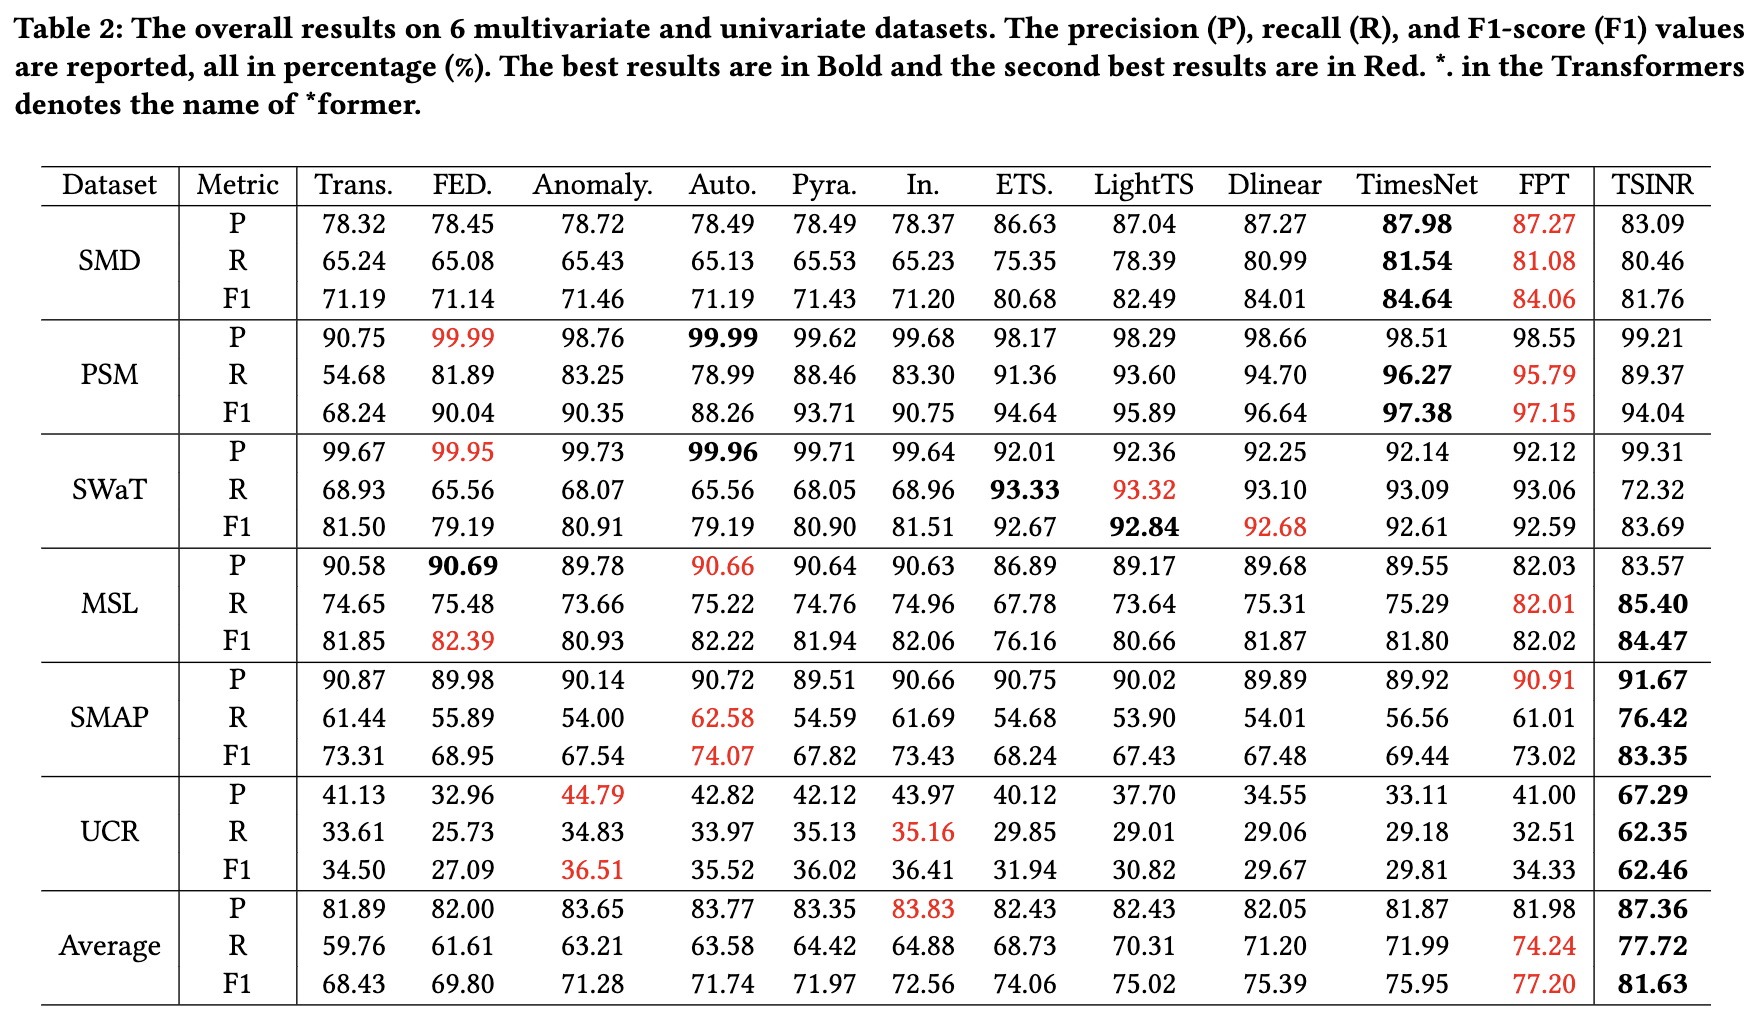 Table 2: The overall results on 6 multivariate and univariate datasets. The precision (P), recall (R), and F1-score (F1) values
are reported, all in percentage (%). The best results are in Bold and the second best results are in Red. *. in the Transformers
denotes the name of *former.
Dataset Metric Trans. FED. Anomaly. Auto. Pyra. In. ETS. LightTS Dlinear TimesNet FPT TSINR
P 78.32 78.45 78.72 78.49 78.49 78.37 86.63 87.04 87.27 87.98 87.27 83.09
SMD R 65.24 65.08 65.43 65.13 65.53 65.23 75.35 78.39 80.99 81.54 81.08 80.46
F1 71.19 71.14 71.46 71.19 71.43 71.20 80.68 82.49 84.01 84.64 84.06 81.76
P 90.75 99.99 98.76 99.99 99.62 99.68 98.17 98.29 98.66 98.51 98.55 99.21
PSM R 54.68 81.89 83.25 78.99 88.46 83.30 91.36 93.60 94.70 96.27 95.79 89.37
F1 68.24 90.04 90.35 88.26 93.71 90.75 94.64 95.89 96.64 97.38 97.15 94.04
P 99.67 99.95 99.73 99.96 99.71 99.64 92.01 92.36 92.25 92.14 92.12 99.31
SWaT R 68.93 65.56 68.07 65.56 68.05 68.96 93.33 93.32 93.10 93.09 93.06 72.32
F1 81.50 79.19 80.91 79.19 80.90 81.51 92.67 92.84 92.68 92.61 92.59 83.69
P 90.58 90.69 89.78 90.66 90.64 90.63 86.89 89.17 89.68 89.55 82.03 83.57
MSL R 74.65 75.48 73.66 75.22 74.76 74.96 67.78 73.64 75.31 75.29 82.01 85.40
F1 81.85 82.39 80.93 82.22 81.94 82.06 76.16 80.66 81.87 81.80 82.02 84.47
P 90.87 89.98 90.14 90.72 89.51 90.66 90.75 90.02 89.89 89.92 90.91 91.67
SMAP R 61.44 55.89 54.00 62.58 54.59 61.69 54.68 53.90 54.01 56.56 61.01 76.42
F1 73.31 68.95 67.54 74.07 67.82 73.43 68.24 67.43 67.48 69.44 73.02 83.35
P 41.13 32.96 44.79 42.82 42.12 43.97 40.12 37.70 34.55 33.11 41.00 67.29
UCR R 33.61 25.73 34.83 33.97 35.13 35.16 29.85 29.01 29.06 29.18 32.51 62.35
F1 34.50 27.09 36.51 35.52 36.02 36.41 31.94 30.82 29.67 29.81 34.33 62.46
P 81.89 82.00 83.65 83.77 83.35 83.83 82.43 82.43 82.05 81.87 81.98 87.36
Average R 59.76 61.61 63.21 63.58 64.42 64.88 68.73 70.31 71.20 71.99 74.24 77.72
F1 68.43 69.80 71.28 71.74 71.97 72.56 74.06 75.02 75.39 75.95 77.20 81.63